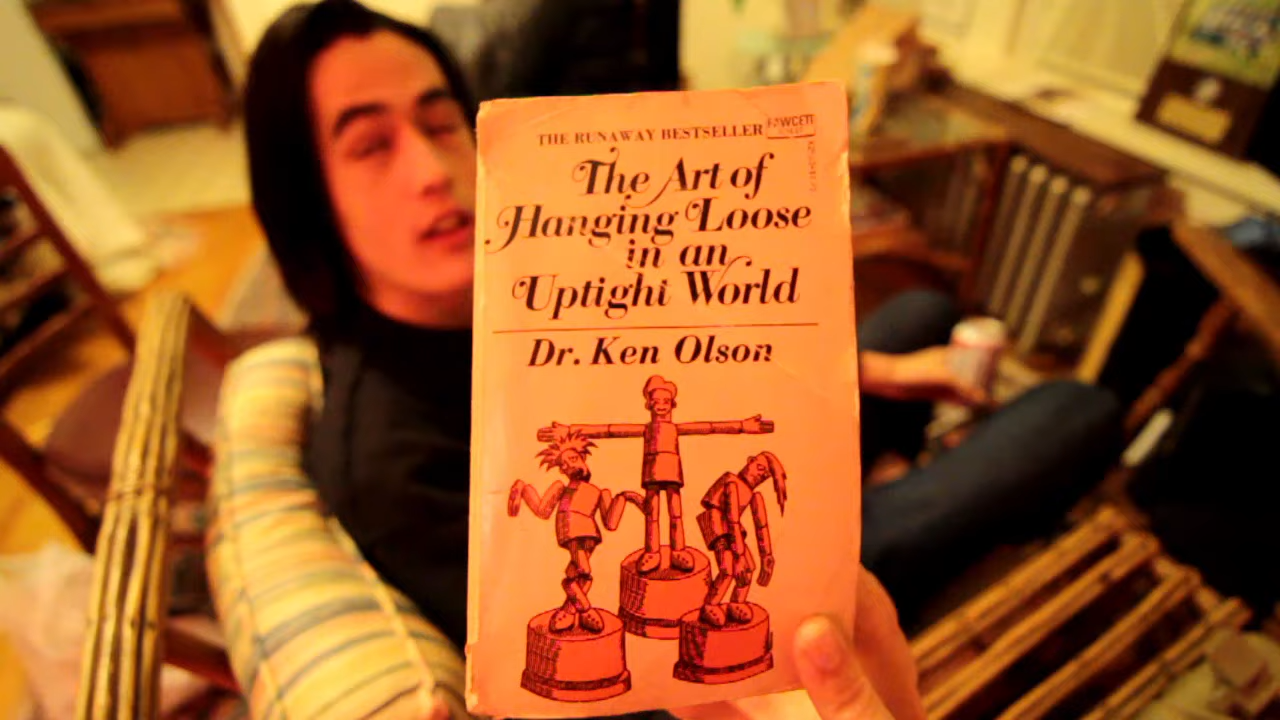 THE RUNAWAY BESTSELLER
FAWCETT
The Art of
Hanging Loose
in an
Uptight World
Dr. Ken Olson